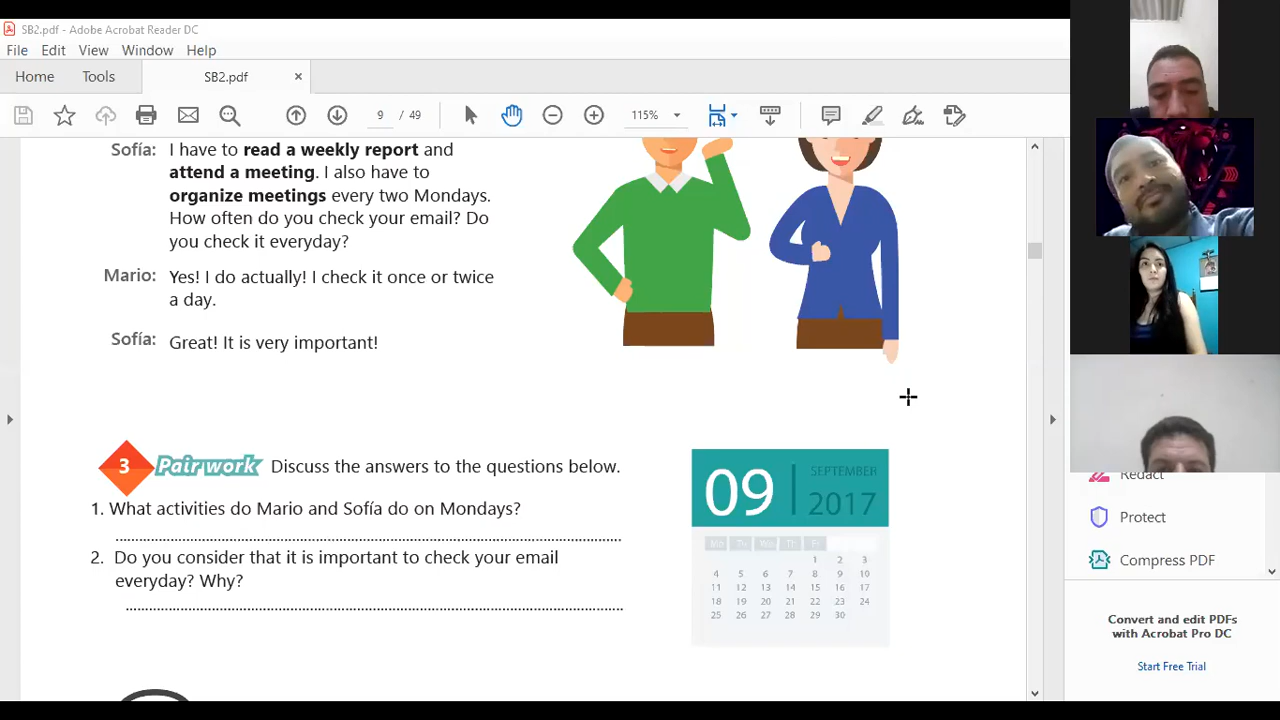 SB2.pdf - Adobe Acrobat Reader DC
File Edit View Window Help
Home Tools SB2.pdf ×
9 / 49 115%
Sofía: I have to read a weekly report and
attend a meeting. I also have to
organize meetings every two Mondays.
How often do you check your email? Do
you check it everyday?
Mario: Yes! I do actually! I check it once or twice
a day.
Sofía: Great! It is very important!
3 Pair work Discuss the answers to the questions below.
1. What activities do Mario and Sofía do on Mondays?
2. Do you consider that it is important to check your email
everyday? Why?
09 SEPTEMBER
2017
Mo Tu We Th Fr
1 2 3
4 5 6 7 8 9 10
11 12 13 14 15 16 17
18 19 20 21 22 23 24
25 26 27 28 29 30
Redact
Protect
Compress PDF
Convert and edit PDFs
with Acrobat Pro DC
Start Free Trial